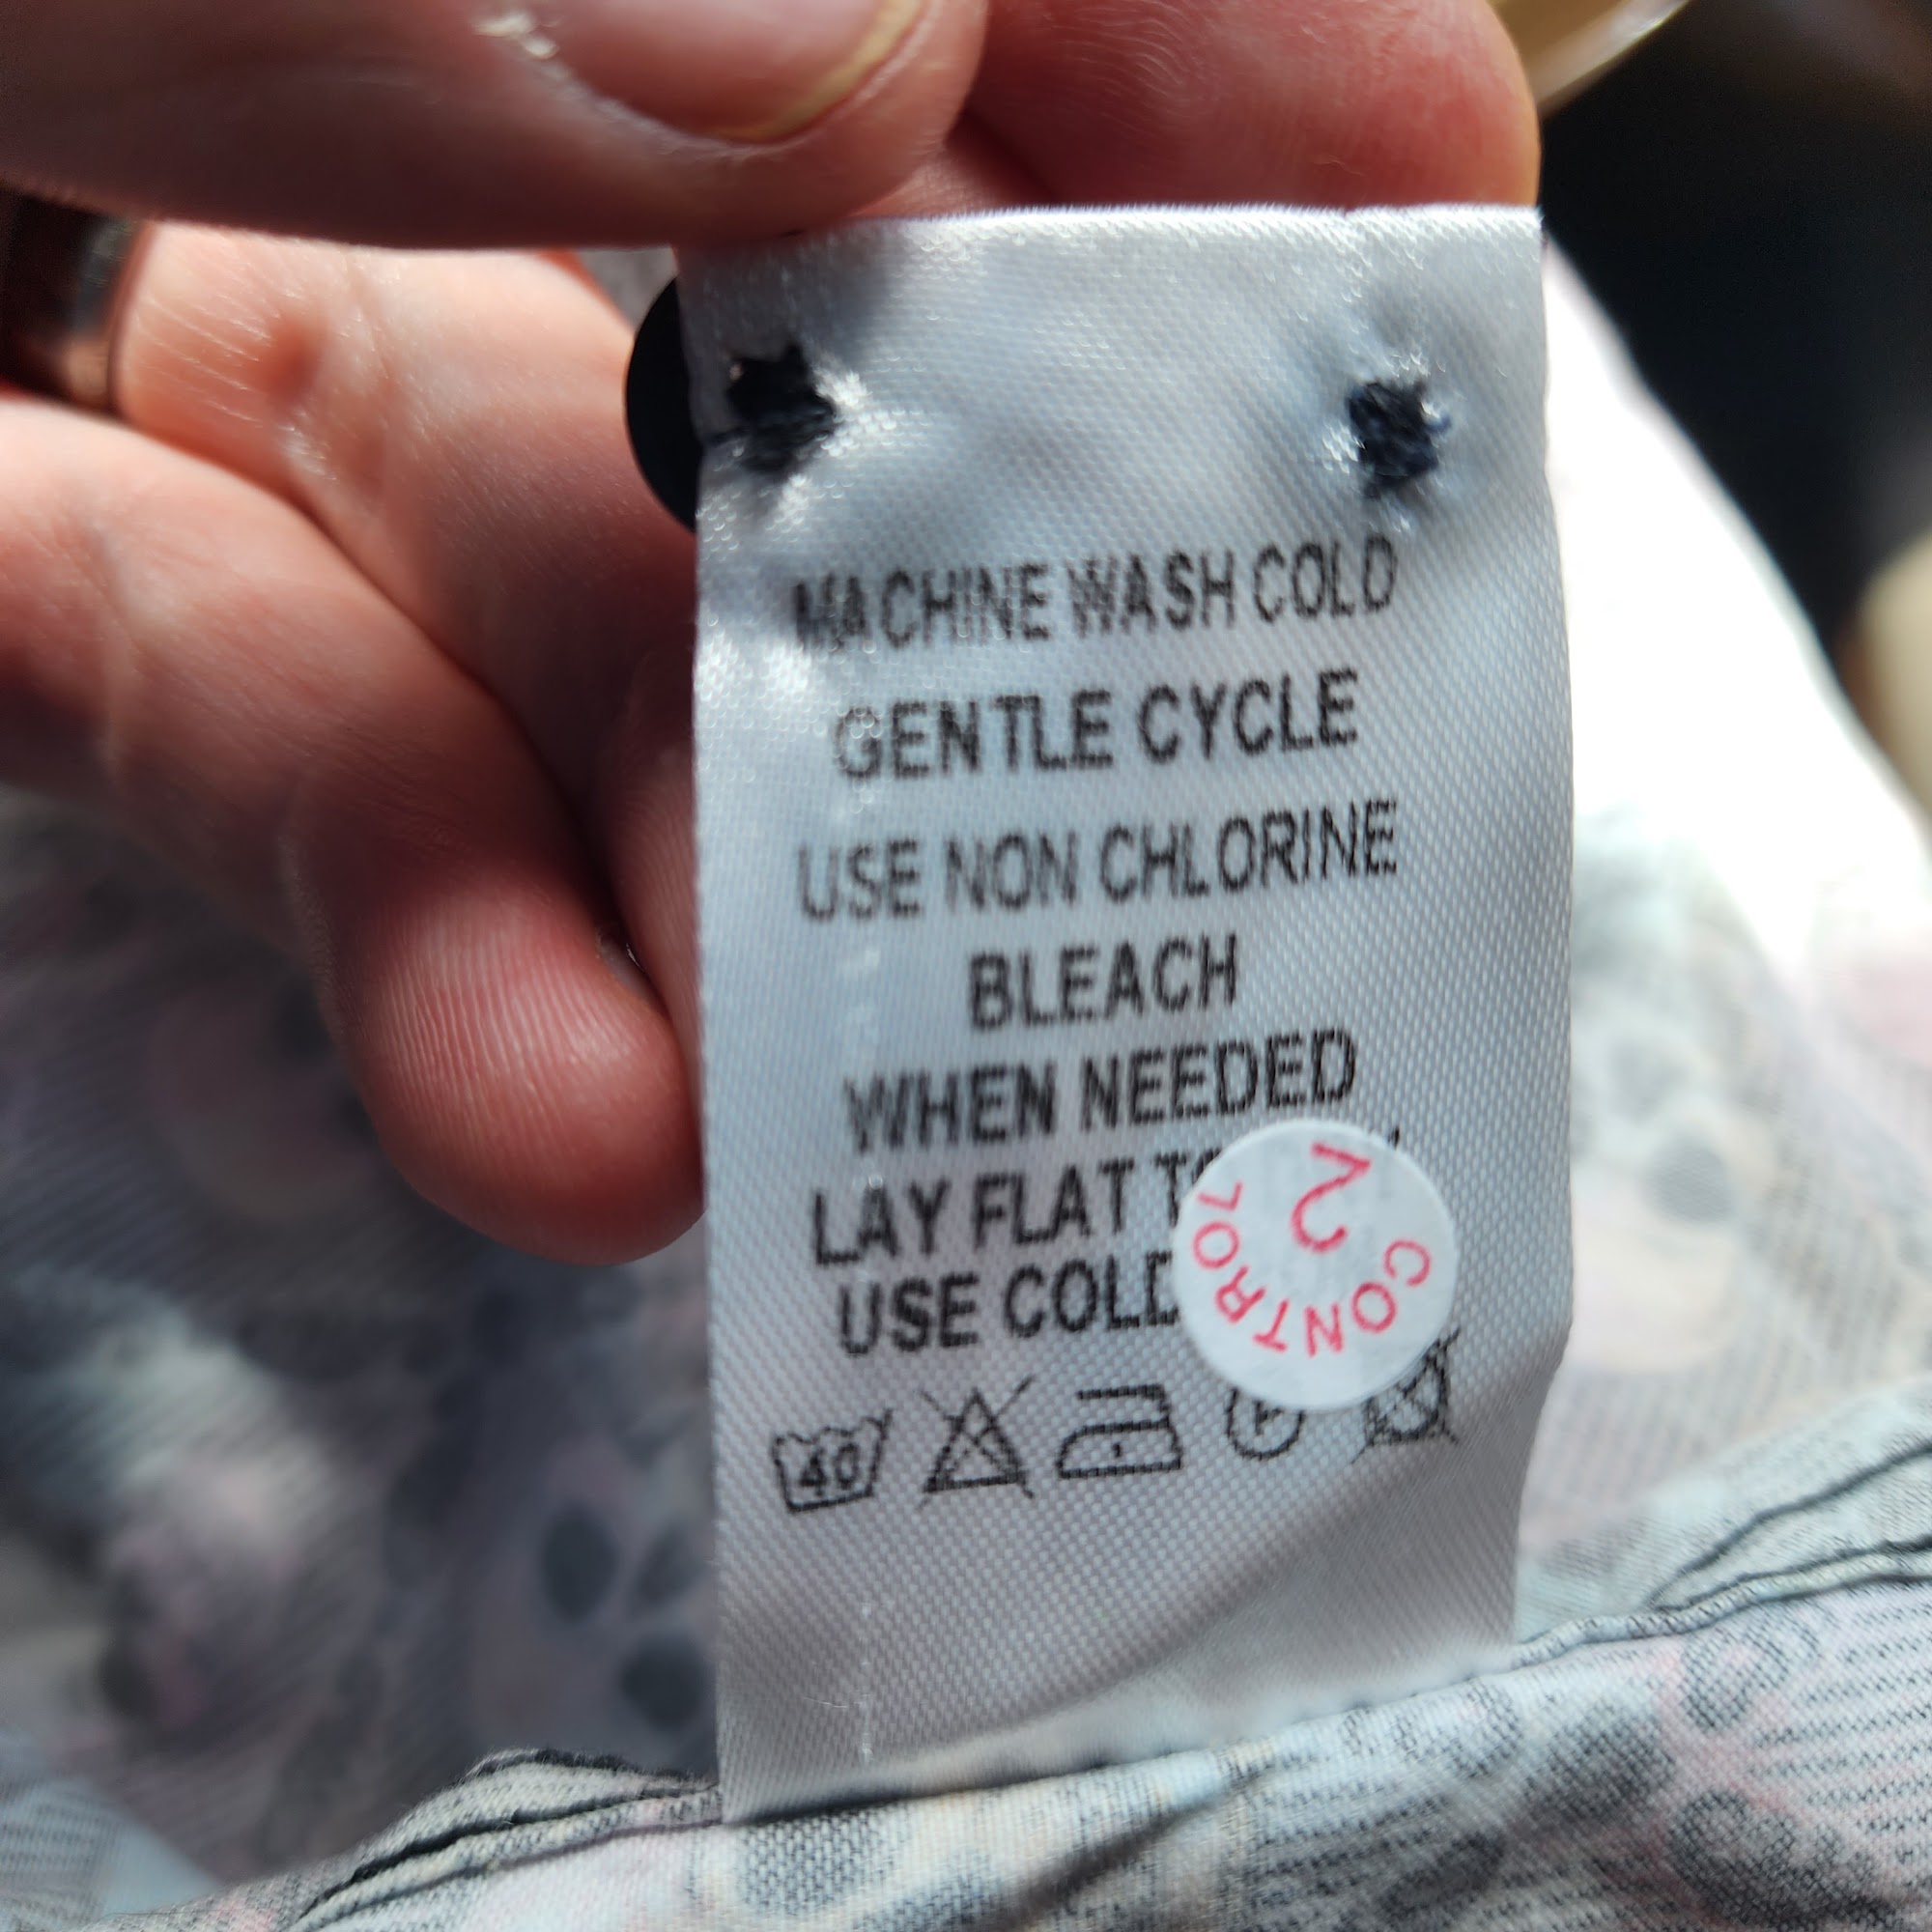 MACHINE WASH COLD
GENTLE CYCLE
USE NON CHLORINE
BLEACH
WHEN NEEDED
LAY FLAT TO
USE COLD
2
CONTROL
40
P